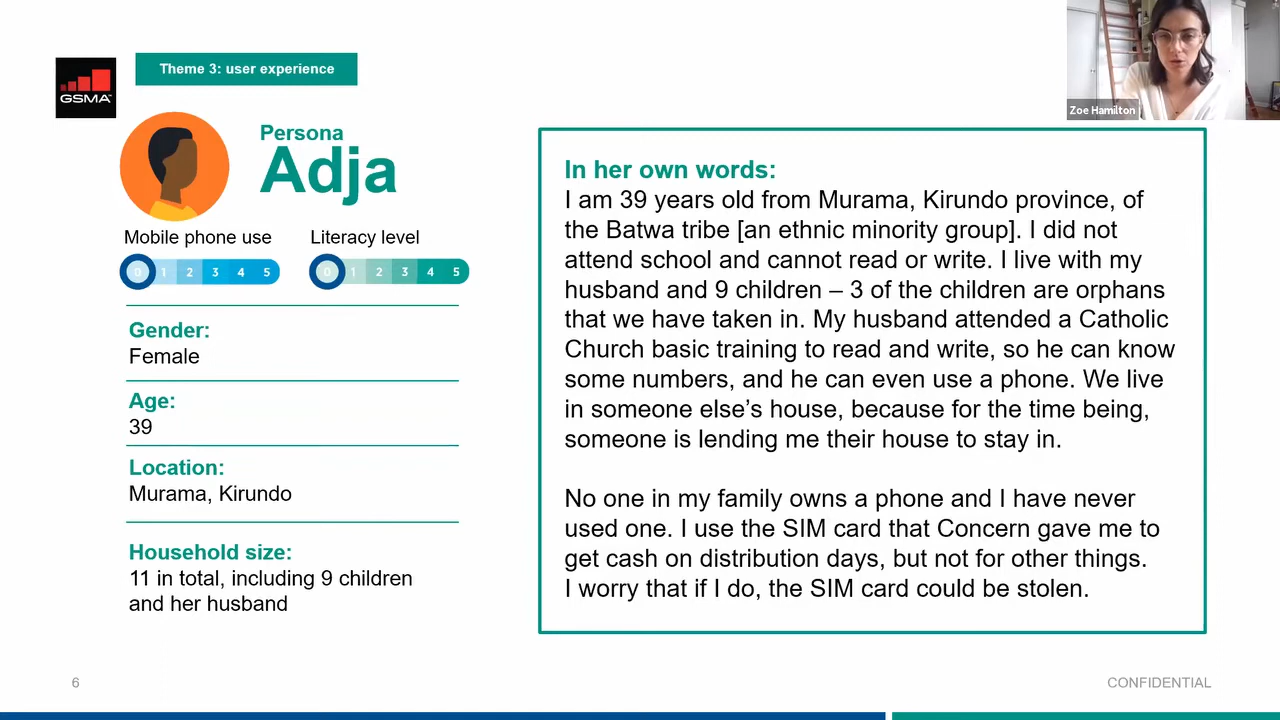 Theme 3: user experience
GSMA™
Zoe Hamilton
Persona
Adja
Mobile phone use
Literacy level
0 1 2 3 4 5
0 1 2 3 4 5
Gender:
Female
Age:
39
Location:
Murama, Kirundo
Household size:
11 in total, including 9 children
and her husband
In her own words:
I am 39 years old from Murama, Kirundo province, of
the Batwa tribe [an ethnic minority group]. I did not
attend school and cannot read or write. I live with my
husband and 9 children – 3 of the children are orphans
that we have taken in. My husband attended a Catholic
Church basic training to read and write, so he can know
some numbers, and he can even use a phone. We live
in someone else’s house, because for the time being,
someone is lending me their house to stay in.
No one in my family owns a phone and I have never
used one. I use the SIM card that Concern gave me to
get cash on distribution days, but not for other things.
I worry that if I do, the SIM card could be stolen.
6
CONFIDENTIAL